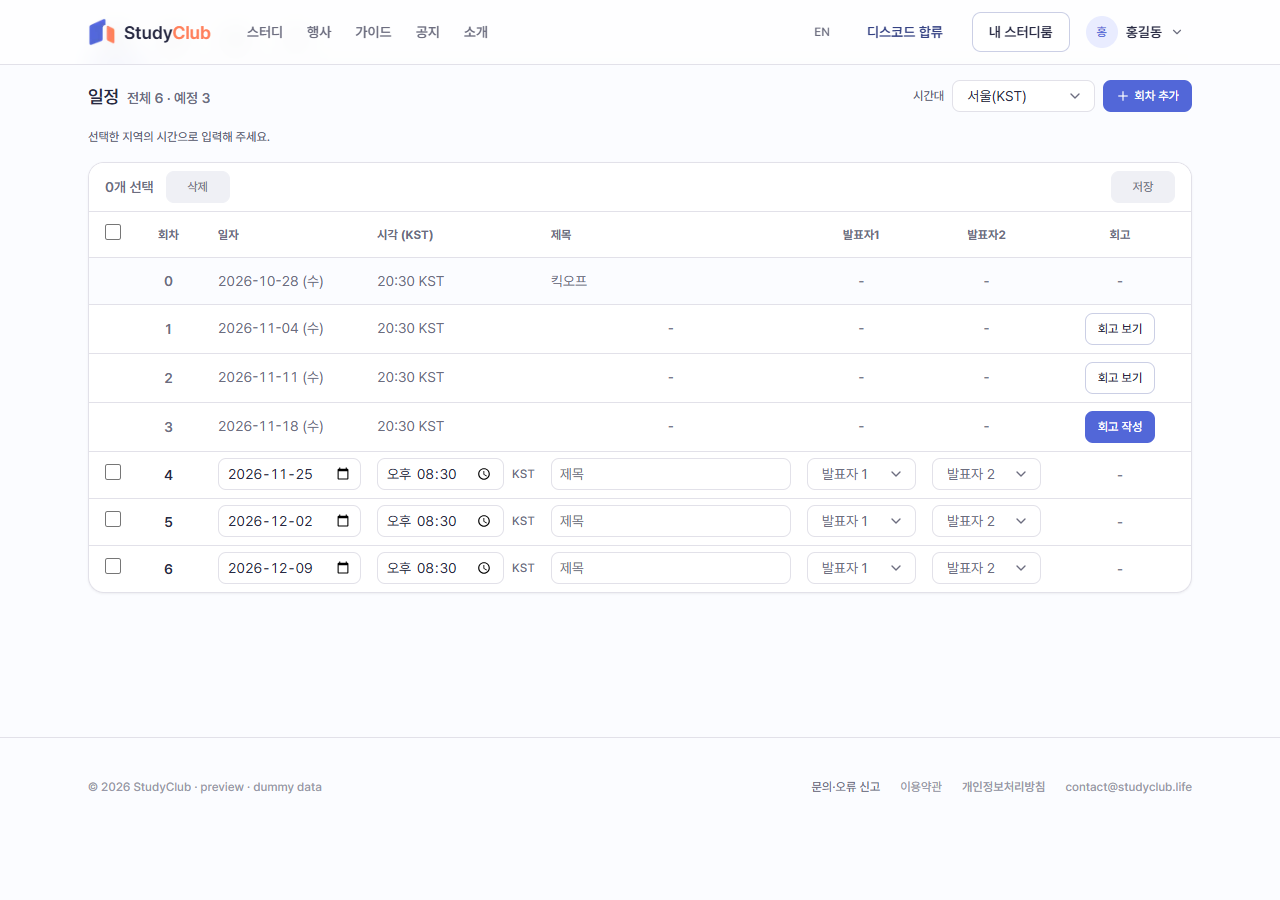 StudyClub 스터디 행사 가이드 공지 소개 EN 디스코드 합류 내 스터디룸 홍 홍길동
일정 전체 6 · 예정 3 시간대 서울(KST) + 회차 추가
선택한 지역의 시간으로 입력해 주세요.
0개 선택 삭제 저장
회차 일자 시각 (KST) 제목 발표자1 발표자2 회고
0 2026-10-28 (수) 20:30 KST 킥오프 - - -
1 2026-11-04 (수) 20:30 KST - - - 회고 보기
2 2026-11-11 (수) 20:30 KST - - - 회고 보기
3 2026-11-18 (수) 20:30 KST - - - 회고 작성
4 2026-11-25 오후 08:30 KST 제목 발표자 1 발표자 2 -
5 2026-12-02 오후 08:30 KST 제목 발표자 1 발표자 2 -
6 2026-12-09 오후 08:30 KST 제목 발표자 1 발표자 2 -
© 2026 StudyClub · preview · dummy data 문의·오류 신고 이용약관 개인정보처리방침 contact@studyclub.life